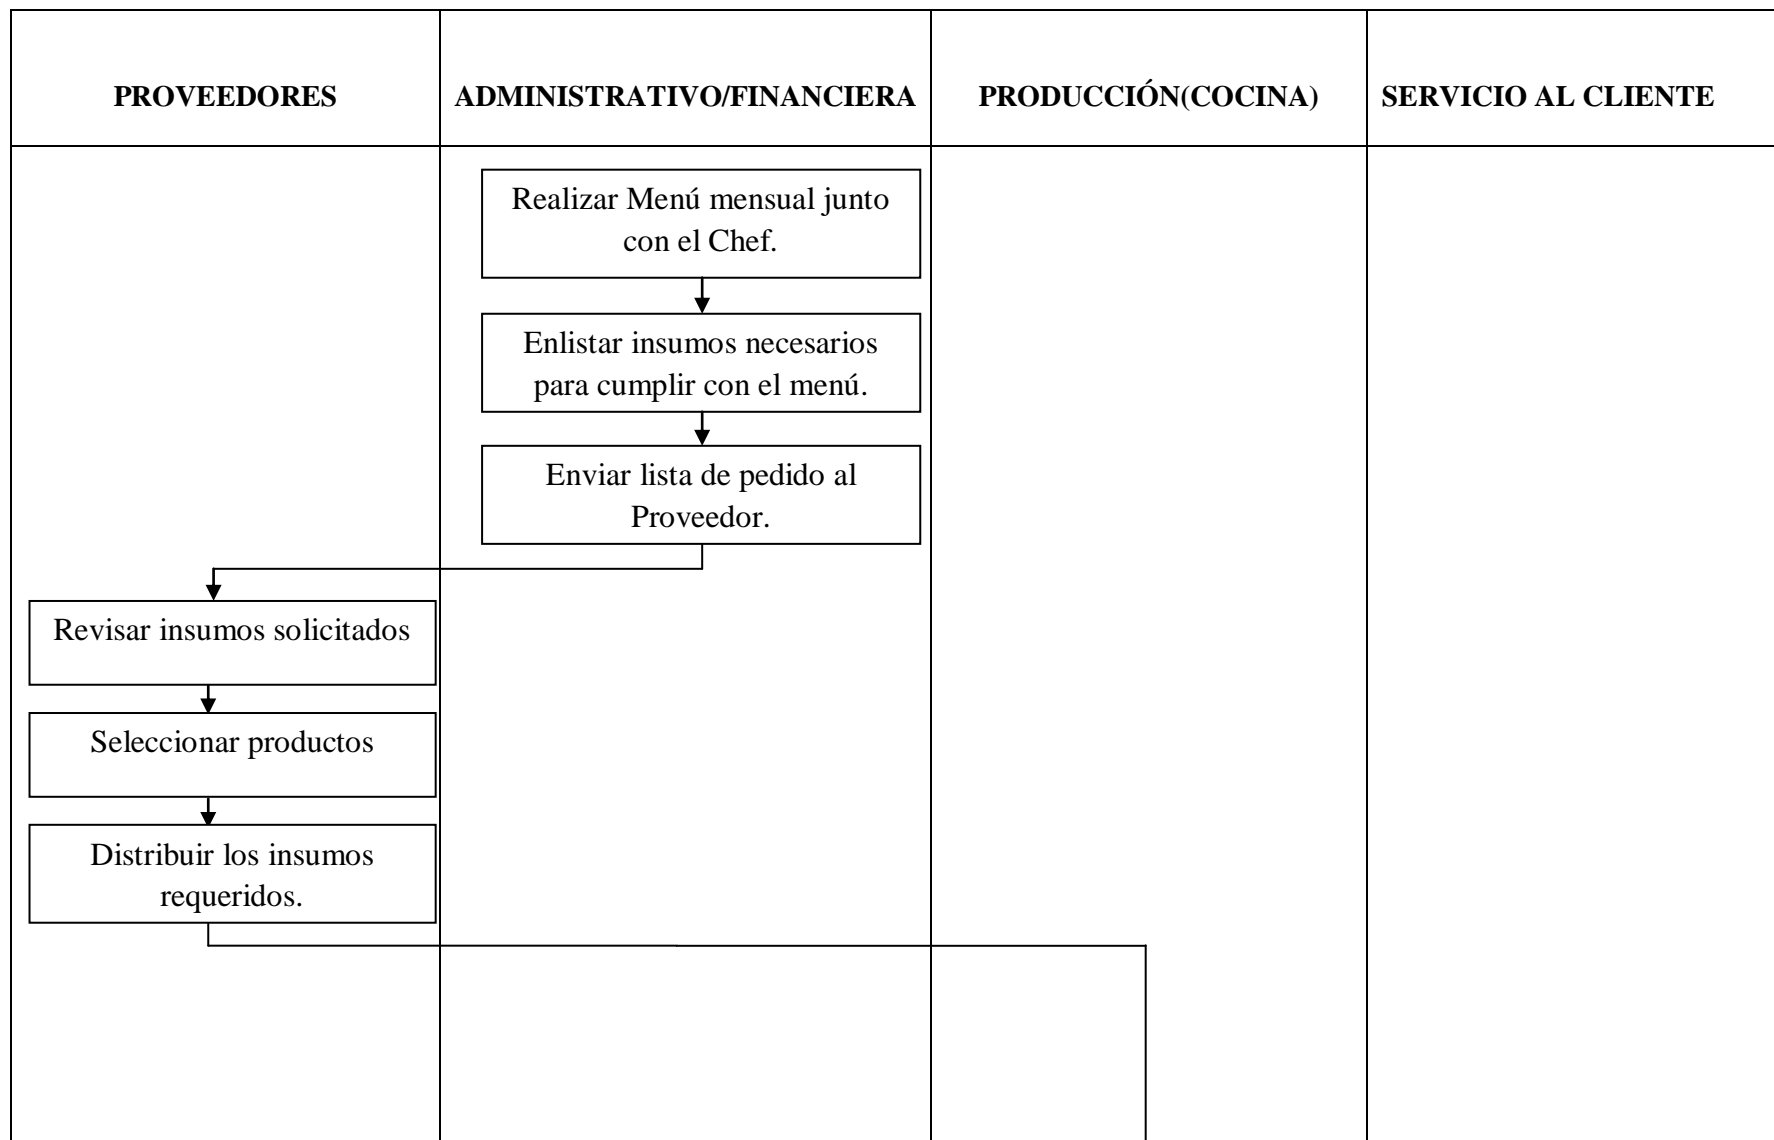 PROVEEDORES
ADMINISTRATIVO/FINANCIERA
PRODUCCIÓN(COCINA)
SERVICIO AL CLIENTE
Realizar Menú mensual junto
con el Chef.
Enlistar insumos necesarios
para cumplir con el menú.
Enviar lista de pedido al
Proveedor.
Revisar insumos solicitados
Seleccionar productos
Distribuir los insumos
requeridos.